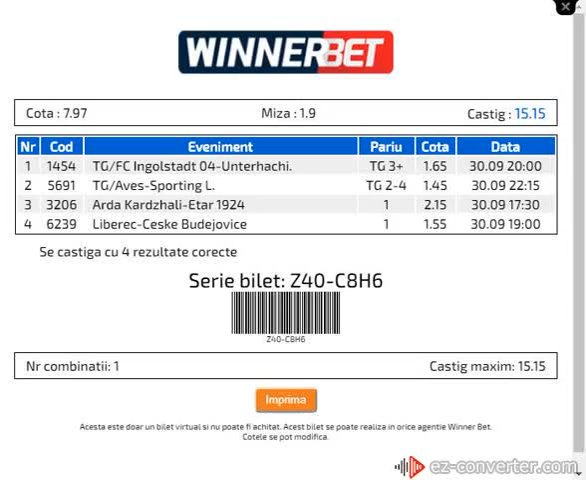 WINNERBET
Cota : 7.97 Miza : 1.9 Castig : 15.15
Nr Cod Eveniment Pariu Cota Data
1 1454 TG/FC Ingolstadt 04-Unterhachi. TG 3+ 1.65 30.09 20:00
2 5691 TG/Aves-Sporting L. TG 2-4 1.45 30.09 22:15
3 3206 Arda Kardzhali-Etar 1924 1 2.15 30.09 17:30
4 6239 Liberec-Ceske Budejovice 1 1.55 30.09 19:00
Se castiga cu 4 rezultate corecte
Serie bilet: Z40-C8H6
Z40-C8H6
Nr combinatii: 1 Castig maxim: 15.15
Imprima
Acesta este doar un bilet virtual si nu poate fi achitat. Acest bilet se poate realiza in orice agentie Winner Bet.
Cotele se pot modifica.
ez-converter.com